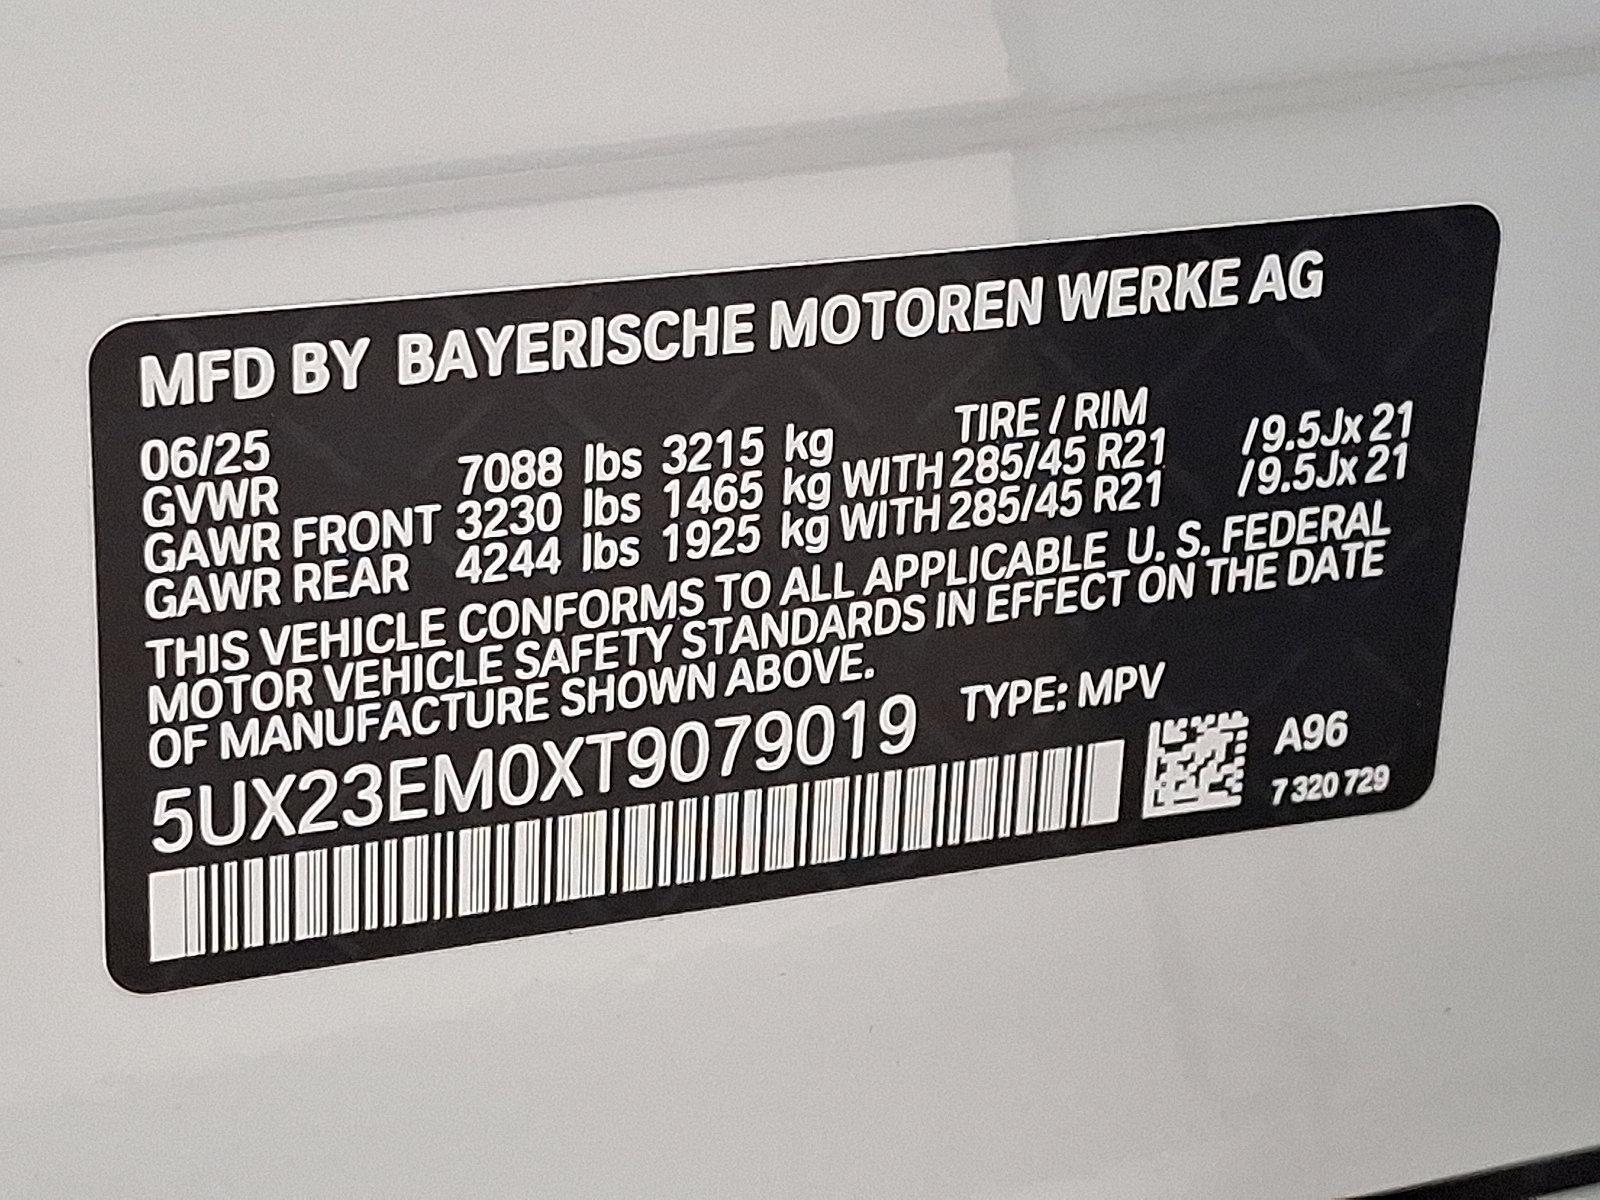 MFD BY BAYERISCHE MOTOREN WERKE AG
TIRE / RIM
06/25
GVWR 7088 lbs 3215 kg
GAWR FRONT 3230 lbs 1465 kg WITH 285/45 R21 /9.5Jx 21
GAWR REAR 4244 lbs 1925 kg WITH 285/45 R21 /9.5Jx 21
THIS VEHICLE CONFORMS TO ALL APPLICABLE U. S. FEDERAL
MOTOR VEHICLE SAFETY STANDARDS IN EFFECT ON THE DATE
OF MANUFACTURE SHOWN ABOVE.
5UX23EM0XT9079019 TYPE: MPV
A96
7 320 729